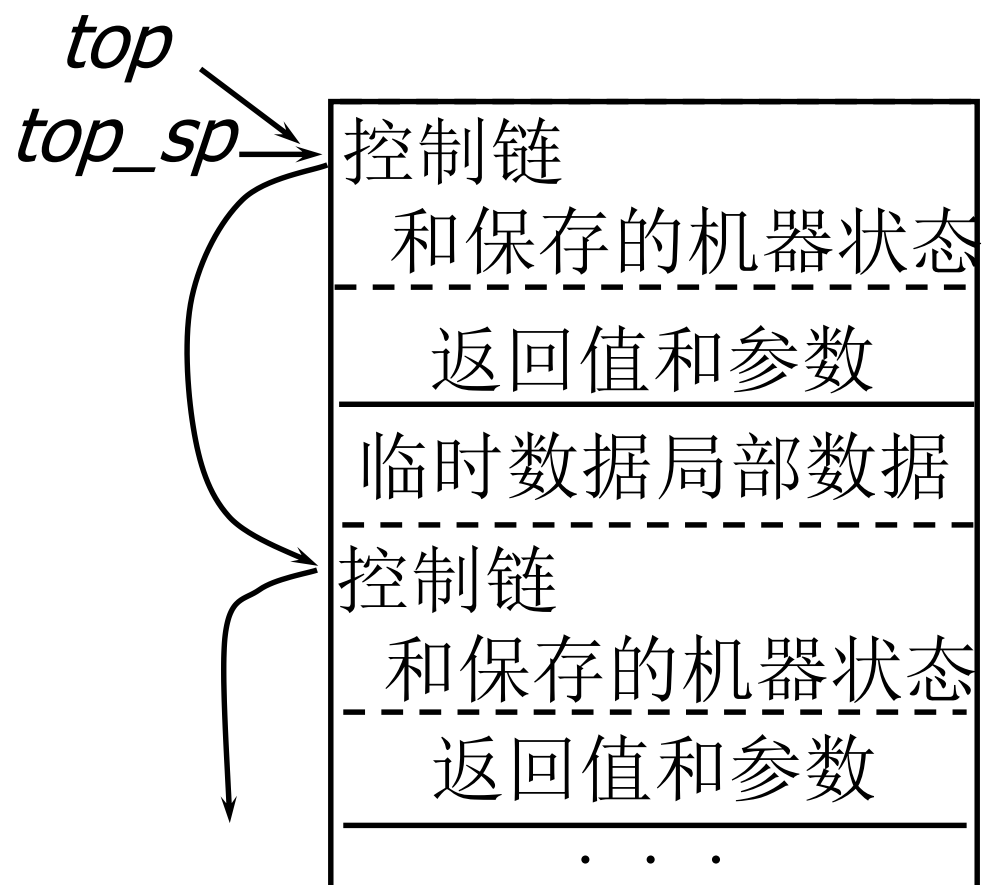 top
top_sp
控制链
和保存的机器状态
返回值和参数
临时数据局部数据
控制链
和保存的机器状态
返回值和参数
. . .